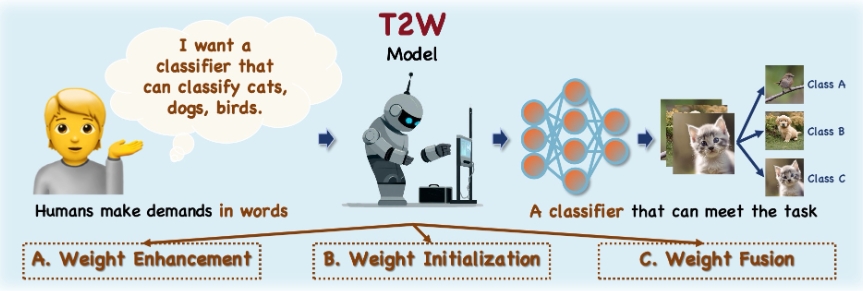 T2W
Model
I want a
classifier that
can classify cats,
dogs, birds.
Class A
Class B
Class C
Humans make demands in words
A classifier that can meet the task
A. Weight Enhancement
B. Weight Initialization
C. Weight Fusion